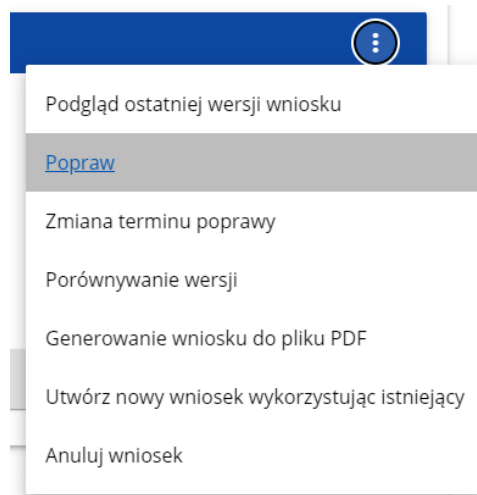 Podgląd ostatniej wersji wniosku
Popraw
Zmiana terminu poprawy
Porównywanie wersji
Generowanie wniosku do pliku PDF
Utwórz nowy wniosek wykorzystując istniejący
Anuluj wniosek